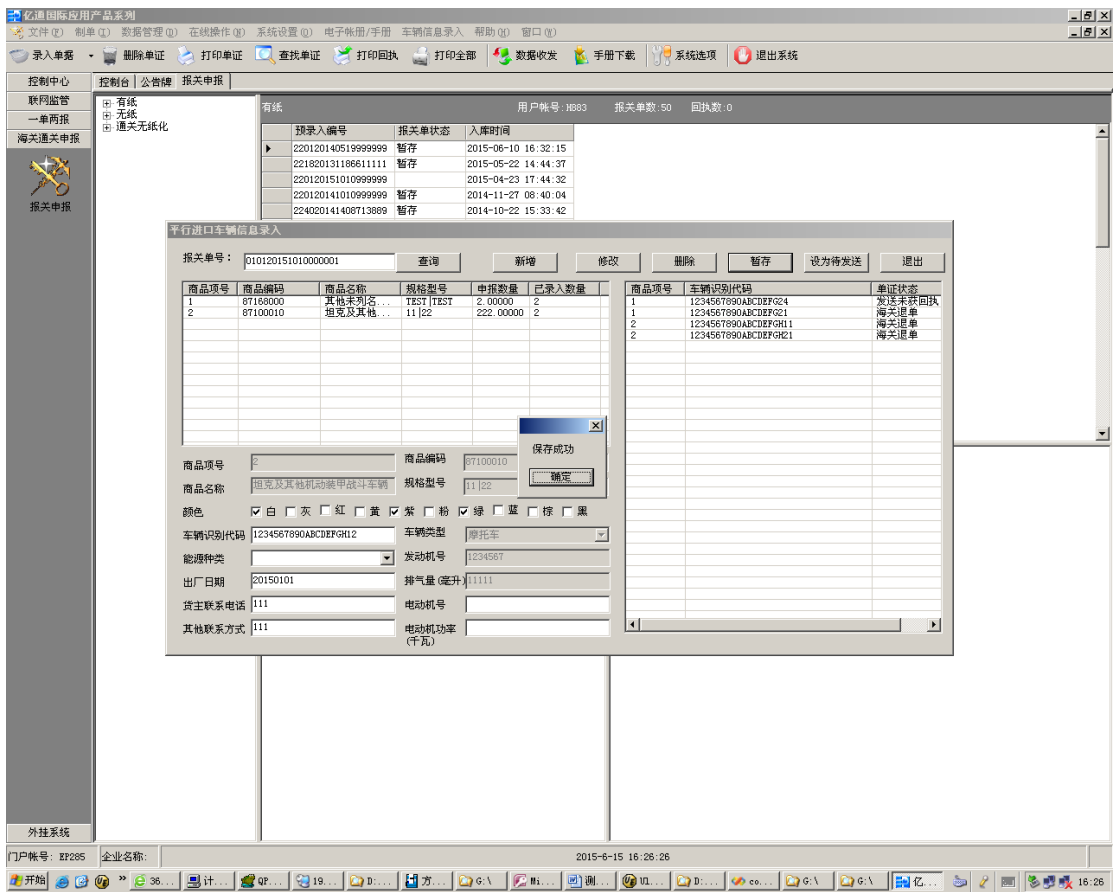 亿通国际应用产品系列
文件(F) 制单(I) 数据管理(D) 在线操作(W) 系统设置(O) 电子帐册/手册 车辆信息录入 帮助(H) 窗口(W)
录入单据 删除单证 打印单证 查找单证 打印回执 打印全部 数据收发 手册下载 系统选项 退出系统
控制中心 控制台 公告牌 报关申报
联网监管
一单两报
海关通关申报
报关申报
有纸
无纸
通关无纸化
有纸 用户帐号:HB83 报关单数:50 回执数:0
预录入编号 报关单状态 入库时间
220120140519999999 暂存 2015-06-10 16:32:15
221820131186611111 暂存 2015-05-22 14:44:37
220120151010999999 2015-04-23 17:44:32
220120141010999999 暂存 2014-11-27 08:40:04
224020141408713889 暂存 2014-10-22 15:33:42
平行进口车辆信息录入
报关单号： 010120151010000001 查询 新增 修改 删除 暂存 设为待发送 退出
商品项号 商品编码 商品名称 规格型号 申报数量 已录入数量
1 87168000 其他未列名... TEST|TEST 2.00000 2
2 87100010 坦克及其他... 11|22 222.00000 2
商品项号 车辆识别代码 单证状态
1 1234567890ABCDEFG24 发送未获回执
1 1234567890ABCDEFG21 海关退单
2 1234567890ABCDEFGH11 海关退单
2 1234567890ABCDEFGH21 海关退单
保存成功
确定
商品项号 2 商品编码 87100010
商品名称 坦克及其他机动装甲战斗车辆 规格型号 11|22
颜色 白 灰 红 黄 紫 粉 绿 蓝 棕 黑
车辆识别代码 1234567890ABCDEFGH12 车辆类型 摩托车
能源种类 发动机号 1234567
出厂日期 20150101 排气量(毫升) 11111
货主联系电话 111 电动机号
其他联系方式 111 电动机功率
(千瓦)
外挂系统
门户帐号: EP285 企业名称: 2015-6-15 16:26:26
开始 » 36... 计... QP... 19... D:... 方... G:\ Mi... 测... Ul... D:... co... G:\ G:\ 亿... 16:26